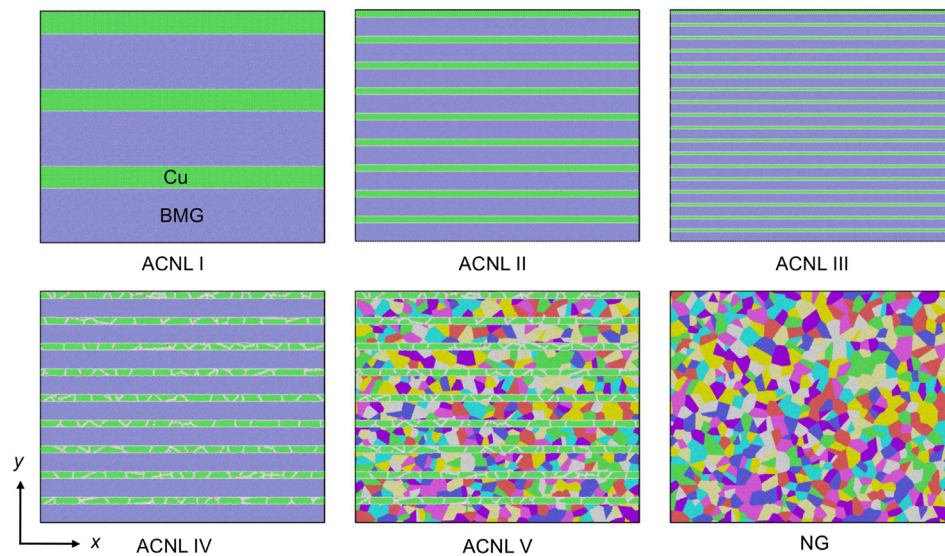 Cu
BMG
ACNL I
ACNL II
ACNL III
y
x
ACNL IV
ACNL V
NG